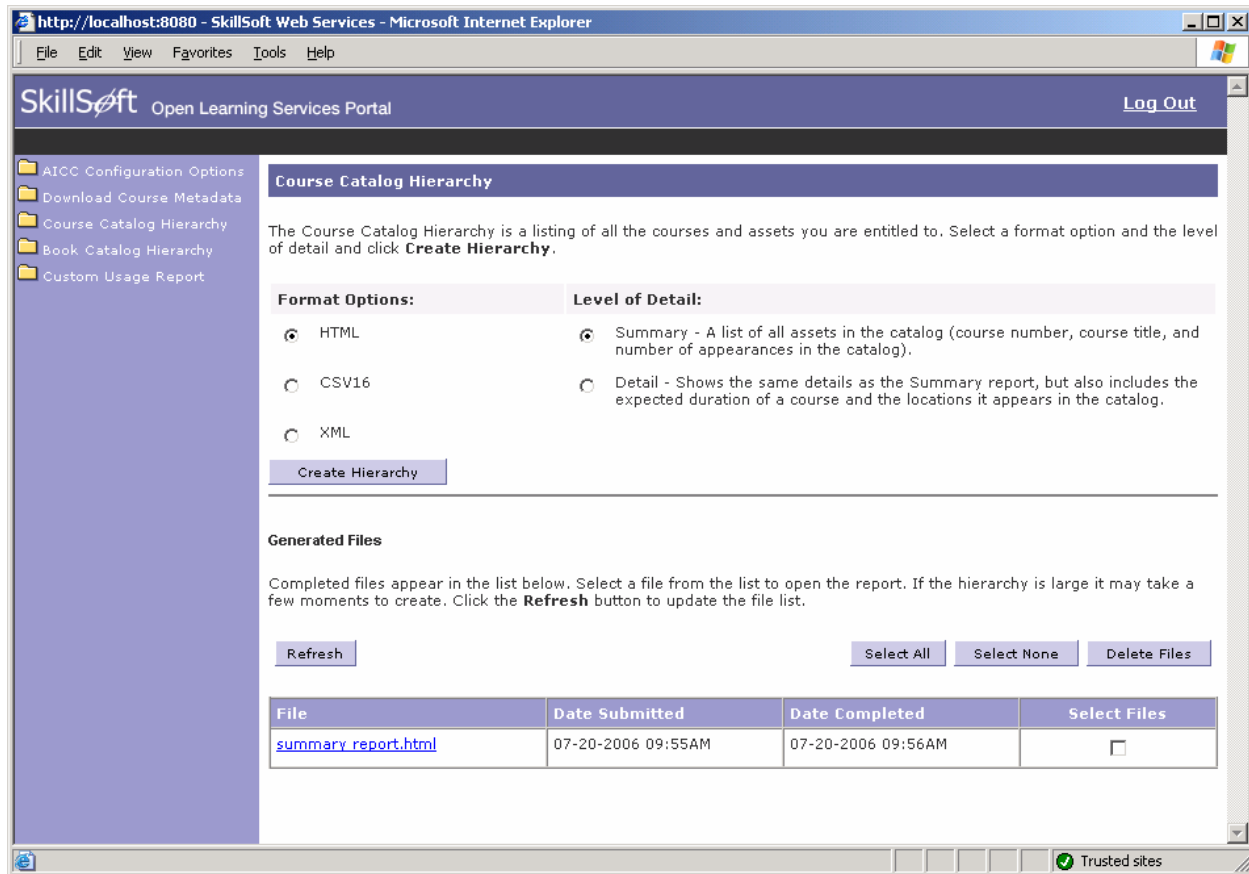 http://localhost:8080 - SkillSoft Web Services - Microsoft Internet Explorer
File Edit View Favorites Tools Help
SkillSoft Open Learning Services Portal
Log Out
AICC Configuration Options
Download Course Metadata
Course Catalog Hierarchy
Book Catalog Hierarchy
Custom Usage Report
Course Catalog Hierarchy
The Course Catalog Hierarchy is a listing of all the courses and assets you are entitled to. Select a format option and the level
of detail and click Create Hierarchy.
Format Options: Level of Detail:
HTML
Summary - A list of all assets in the catalog (course number, course title, and
number of appearances in the catalog).
CSV16
Detail - Shows the same details as the Summary report, but also includes the
expected duration of a course and the locations it appears in the catalog.
XML
Create Hierarchy
Generated Files
Completed files appear in the list below. Select a file from the list to open the report. If the hierarchy is large it may take a
few moments to create. Click the Refresh button to update the file list.
Refresh Select All Select None Delete Files
File Date Submitted Date Completed Select Files
summary_report.html 07-20-2006 09:55AM 07-20-2006 09:56AM
Trusted sites